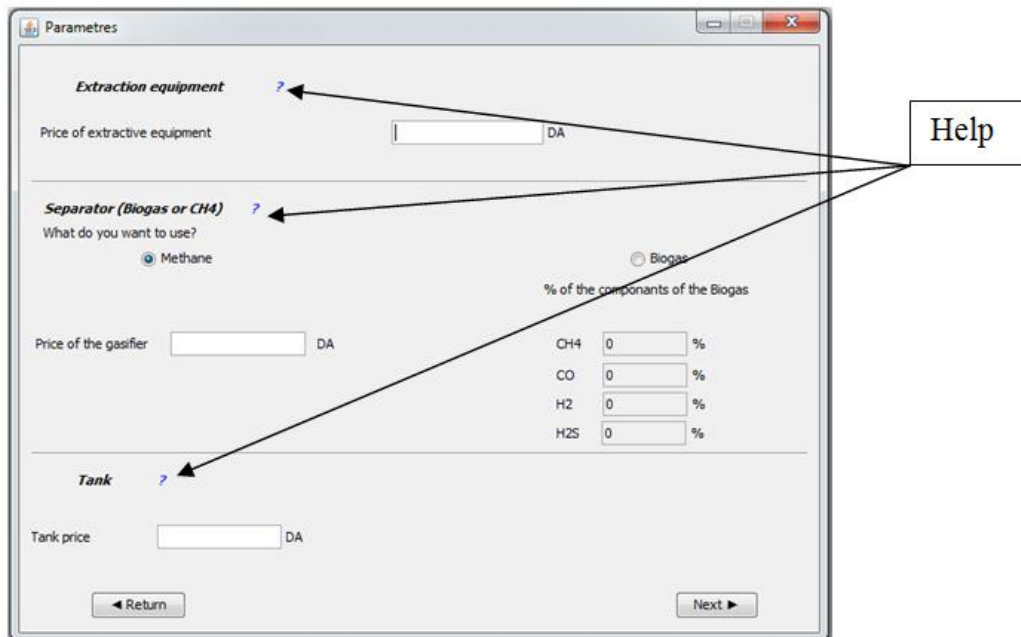 Parametres
Extraction equipment ?
Help
Price of extractive equipment DA
Separator (Biogas or CH4) ?
What do you want to use?
Methane Biogas
% of the componants of the Biogas
Price of the gasifier DA CH4 0 %
CO 0 %
H2 0 %
H2S 0 %
Tank ?
Tank price DA
◄ Return Next ►